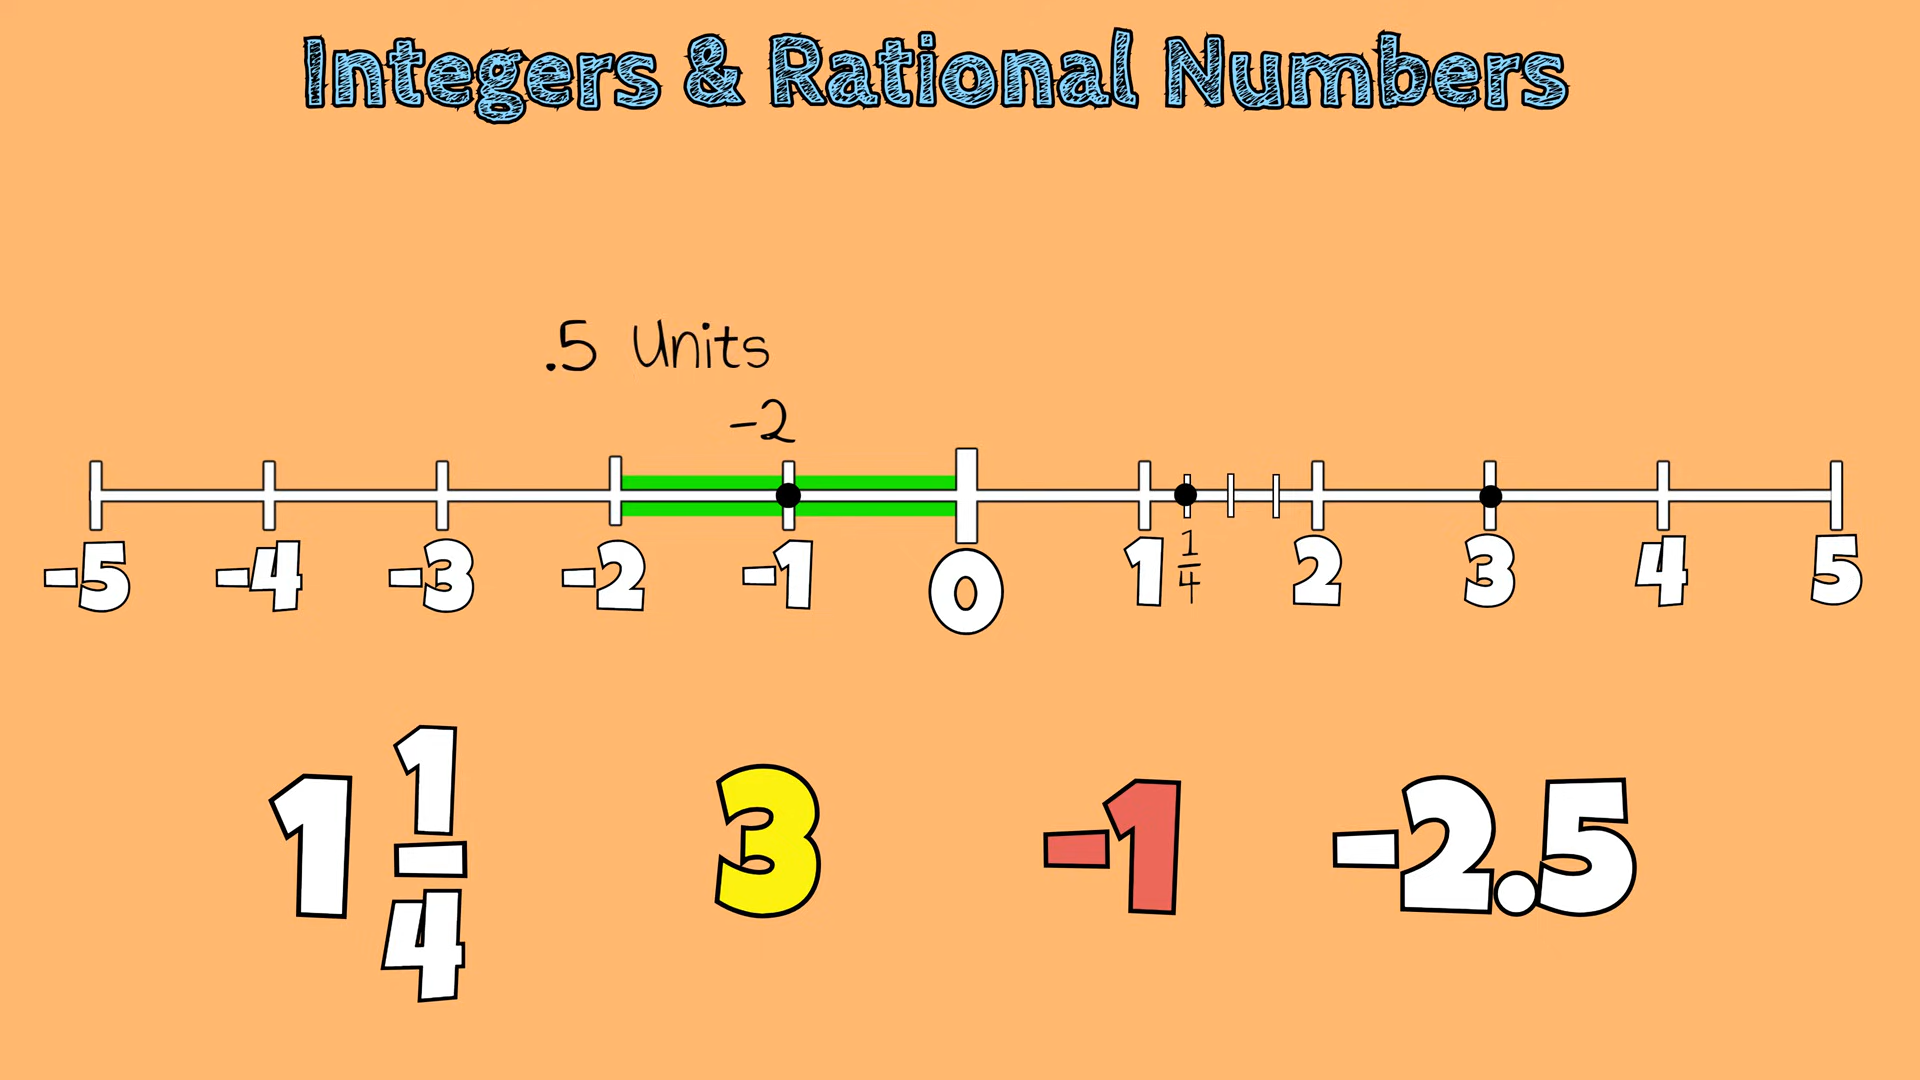 Integers & Rational Numbers
.5 Units
-2
-5 -4 -3 -2 -1 0 1 1/4 2 3 4 5
1 1/4 3 -1 -2.5